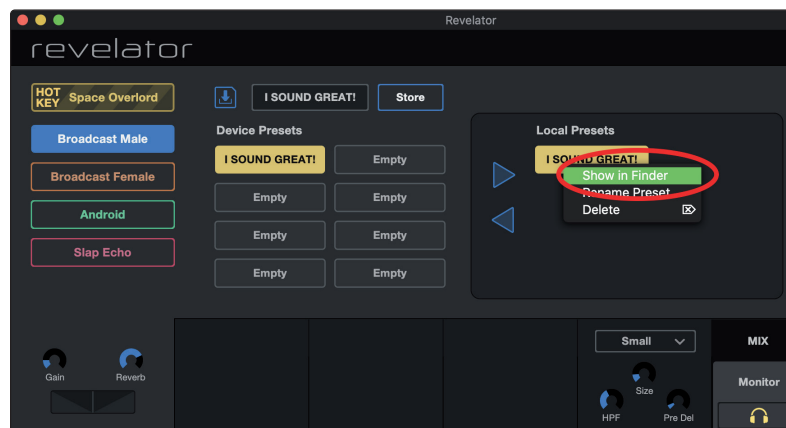 Revelator
revelator
HOT KEY Space Overlord
I SOUND GREAT!
Store
Broadcast Male
Broadcast Female
Android
Slap Echo
Device Presets
I SOUND GREAT!
Empty
Empty
Empty
Empty
Empty
Empty
Empty
Local Presets
I SOUND GREAT!
Show in Finder
Rename Preset
Delete
Gain
Reverb
Small
Size
HPF
Pre Del
MIX
Monitor